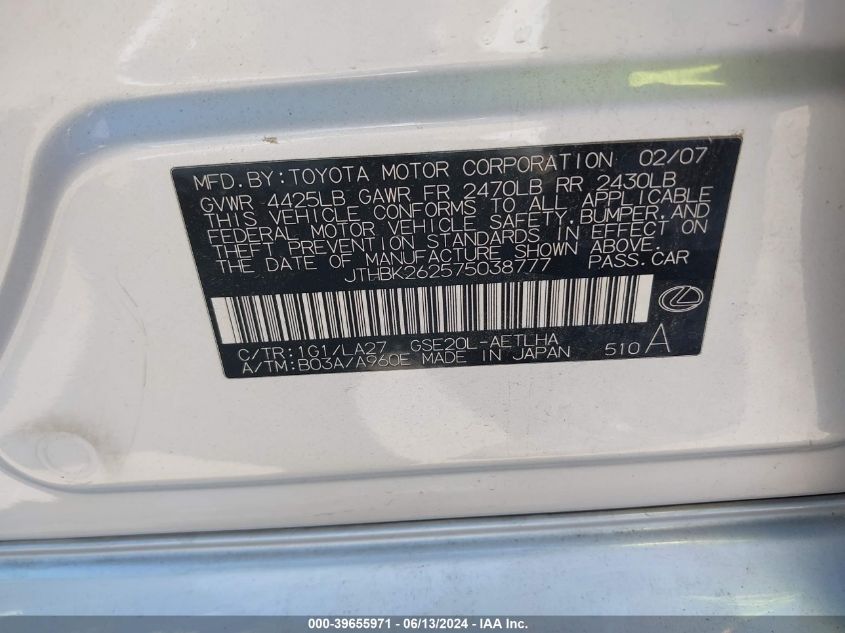 MFD.BY:TOYOTA MOTOR CORPORATION 02/07
GVWR 4425LB GAWR FR 2470LB RR 2430LB
THIS VEHICLE CONFORMS TO ALL APPLICABLE
FEDERAL MOTOR VEHICLE SAFETY,BUMPER,AND
THEFT PREVENTION STANDARDS IN EFFECT ON
THE DATE OF MANUFACTURE SHOWN ABOVE.
JTHBK262575038777 PASS.CAR
C/TR:1G1/LA27 GSE20L-AETLHA
A/TM:B03A/A960E MADE IN JAPAN 510 A
000-39655971 - 06/13/2024 - IAA Inc.